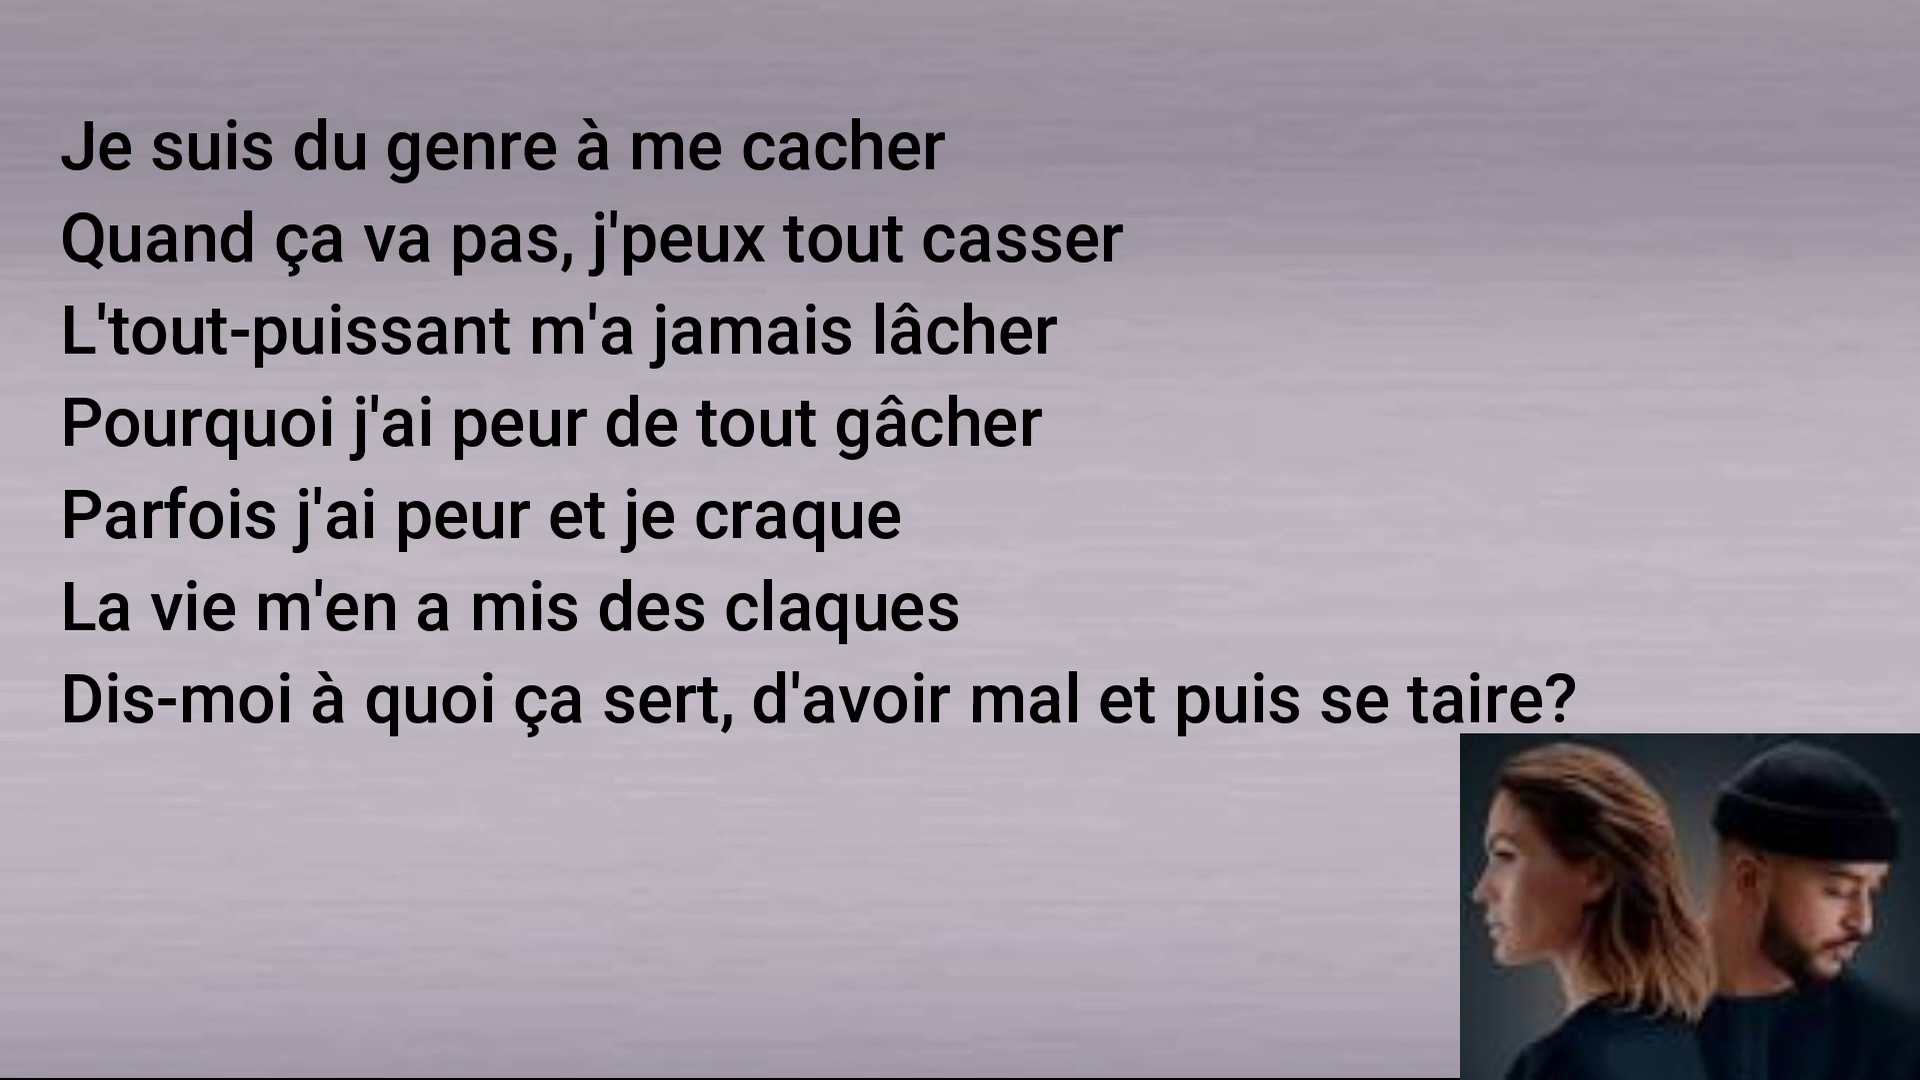 Je suis du genre à me cacher
Quand ça va pas, j'peux tout casser
L'tout-puissant m'a jamais lâcher
Pourquoi j'ai peur de tout gâcher
Parfois j'ai peur et je craque
La vie m'en a mis des claques
Dis-moi à quoi ça sert, d'avoir mal et puis se taire?